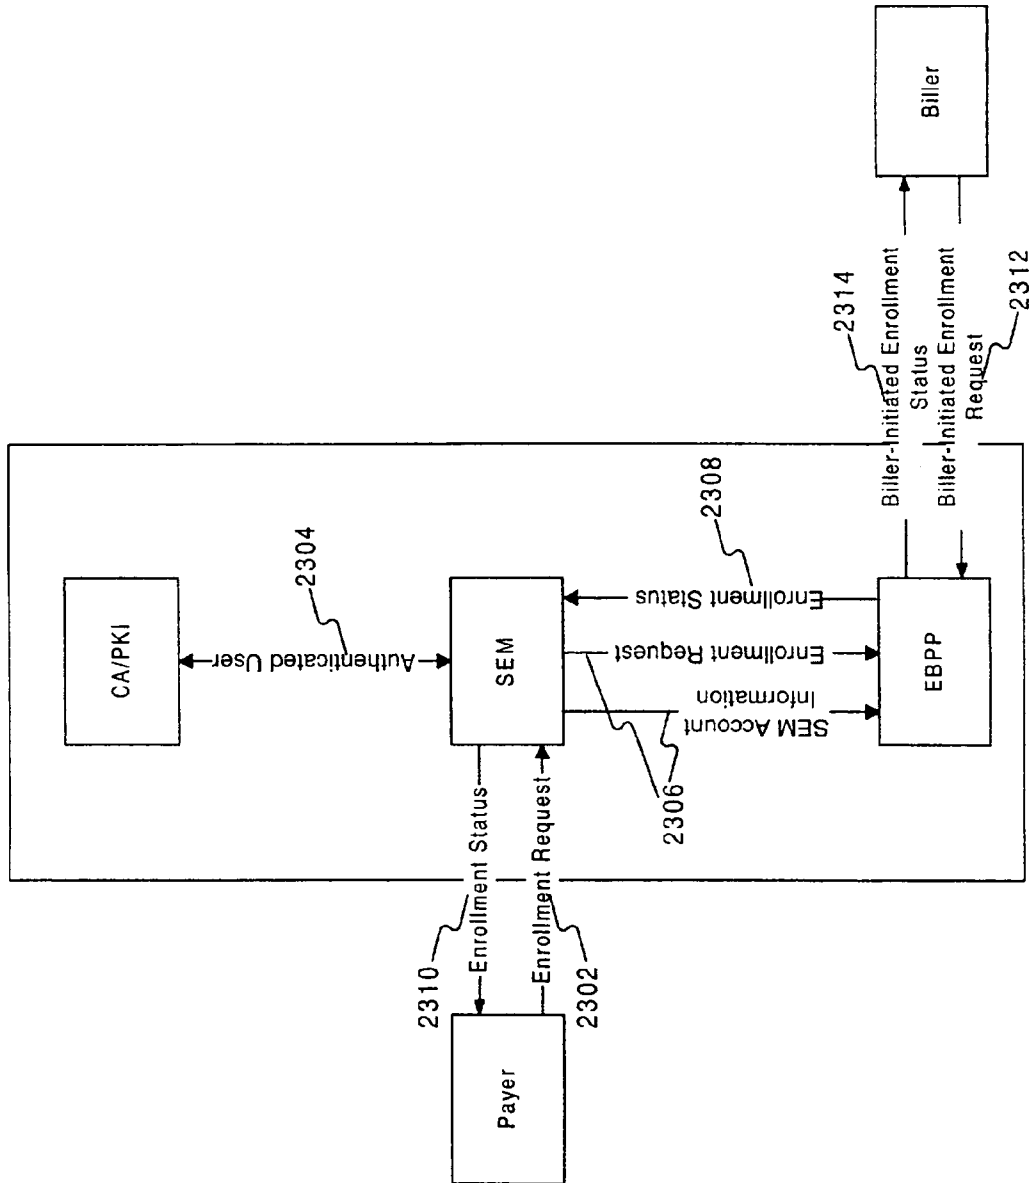 Payer
2310
Enrollment Status
Enrollment Request
2302
CA/PKI
Authenticated User
2304
SEM
2306
SEM Account
Information
Enrollment Request
Enrollment Status
2308
EBPP
2314
Biller-Initiated Enrollment
Status
Biller-Initiated Enrollment
Request
2312
Biller